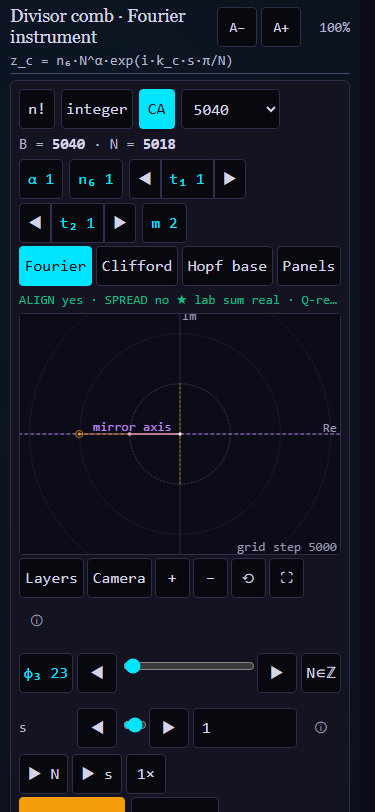 Divisor comb · Fourier instrument A− A+ 100%
z_c = n₆·N^α·exp(i·k_c·s·π/N)
n! integer CA 5040
B = 5040 · N = 5018
α 1 n₆ 1 ◀ t₁ 1 ▶
◀ t₂ 1 ▶ m 2
Fourier Clifford Hopf base Panels
ALIGN yes · SPREAD no ★ lab sum real · Q-re…
Im
mirror axis Re
grid step 5000
Layers Camera + − ⟲ ⛶
ⓘ
ϕ₃ 23 ◀ ▶ N∈ℤ
s ◀ ▶ 1 ⓘ
▶ N ▶ s 1×